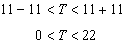 11 − 11 < T < 11 + 11
0 < T < 22